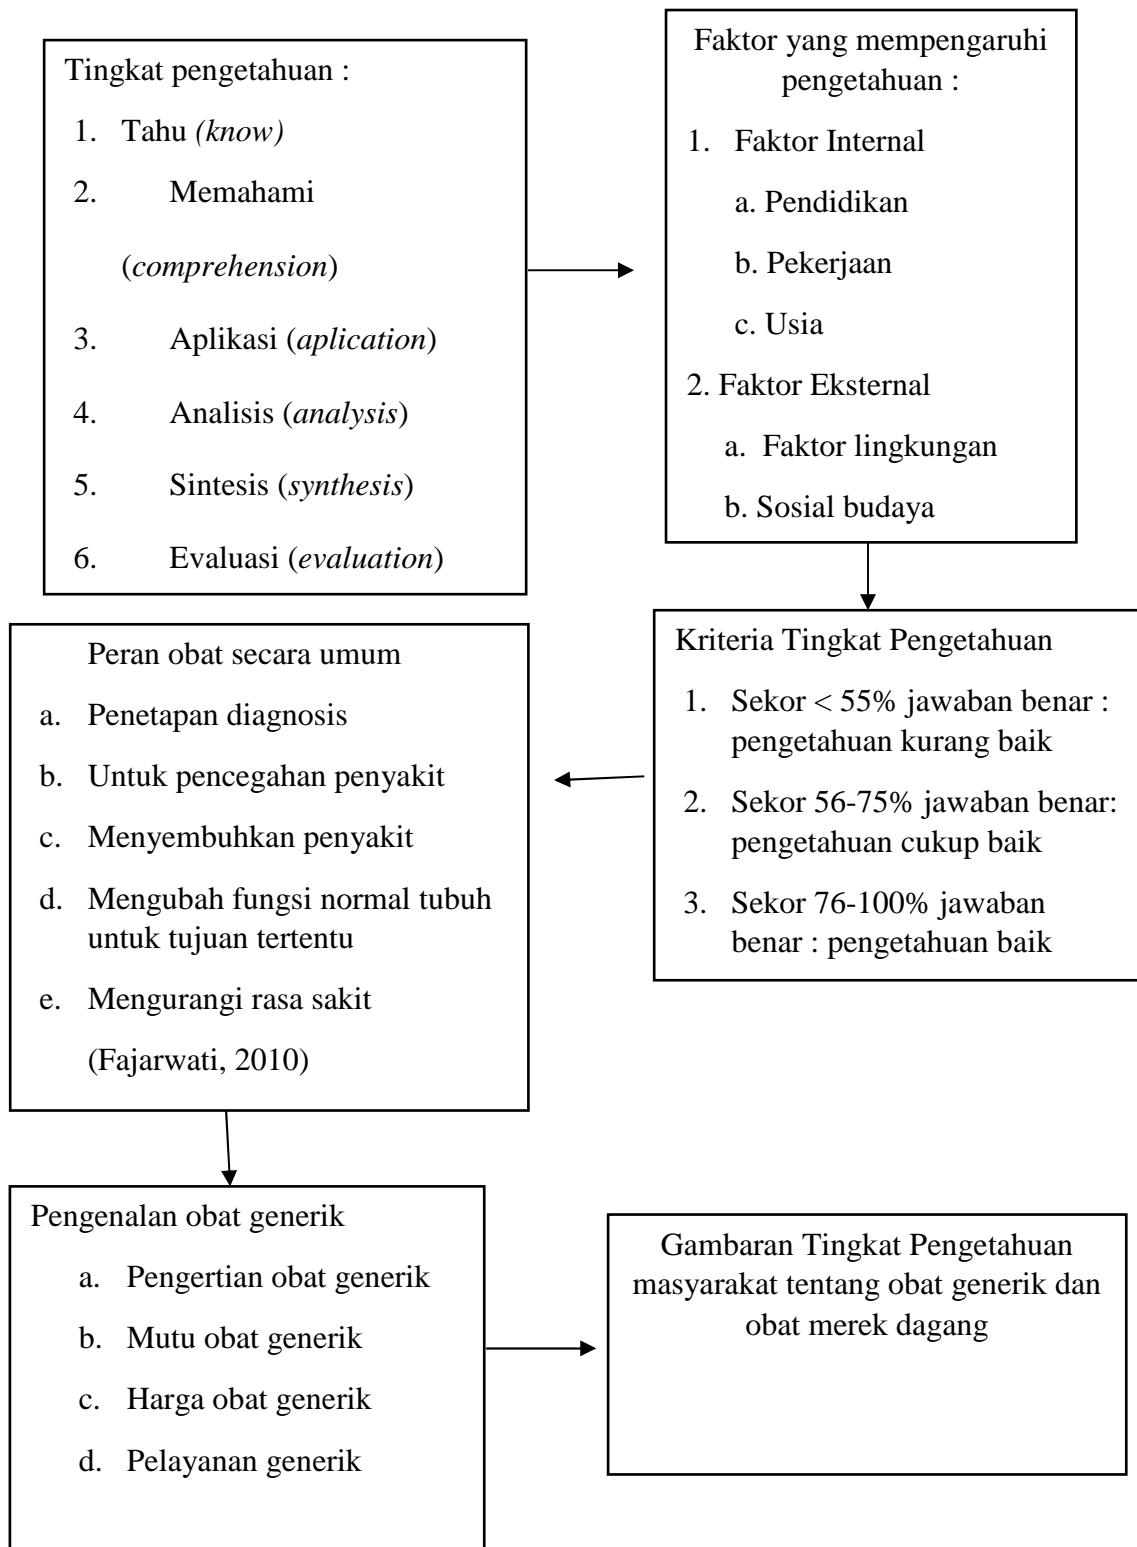 Tingkat pengetahuan :
1. Tahu (know)
2. Memahami
(comprehension)
3. Aplikasi (aplication)
4. Analisis (analysis)
5. Sintesis (synthesis)
6. Evaluasi (evaluation)
Faktor yang mempengaruhi
pengetahuan :
1. Faktor Internal
a. Pendidikan
b. Pekerjaan
c. Usia
2. Faktor Eksternal
a. Faktor lingkungan
b. Sosial budaya
Kriteria Tingkat Pengetahuan
1. Sekor < 55% jawaban benar :
pengetahuan kurang baik
2. Sekor 56-75% jawaban benar:
pengetahuan cukup baik
3. Sekor 76-100% jawaban
benar : pengetahuan baik
Peran obat secara umum
a. Penetapan diagnosis
b. Untuk pencegahan penyakit
c. Menyembuhkan penyakit
d. Mengubah fungsi normal tubuh
untuk tujuan tertentu
e. Mengurangi rasa sakit
(Fajarwati, 2010)
Pengenalan obat generik
a. Pengertian obat generik
b. Mutu obat generik
c. Harga obat generik
d. Pelayanan generik
Gambaran Tingkat Pengetahuan
masyarakat tentang obat generik dan
obat merek dagang